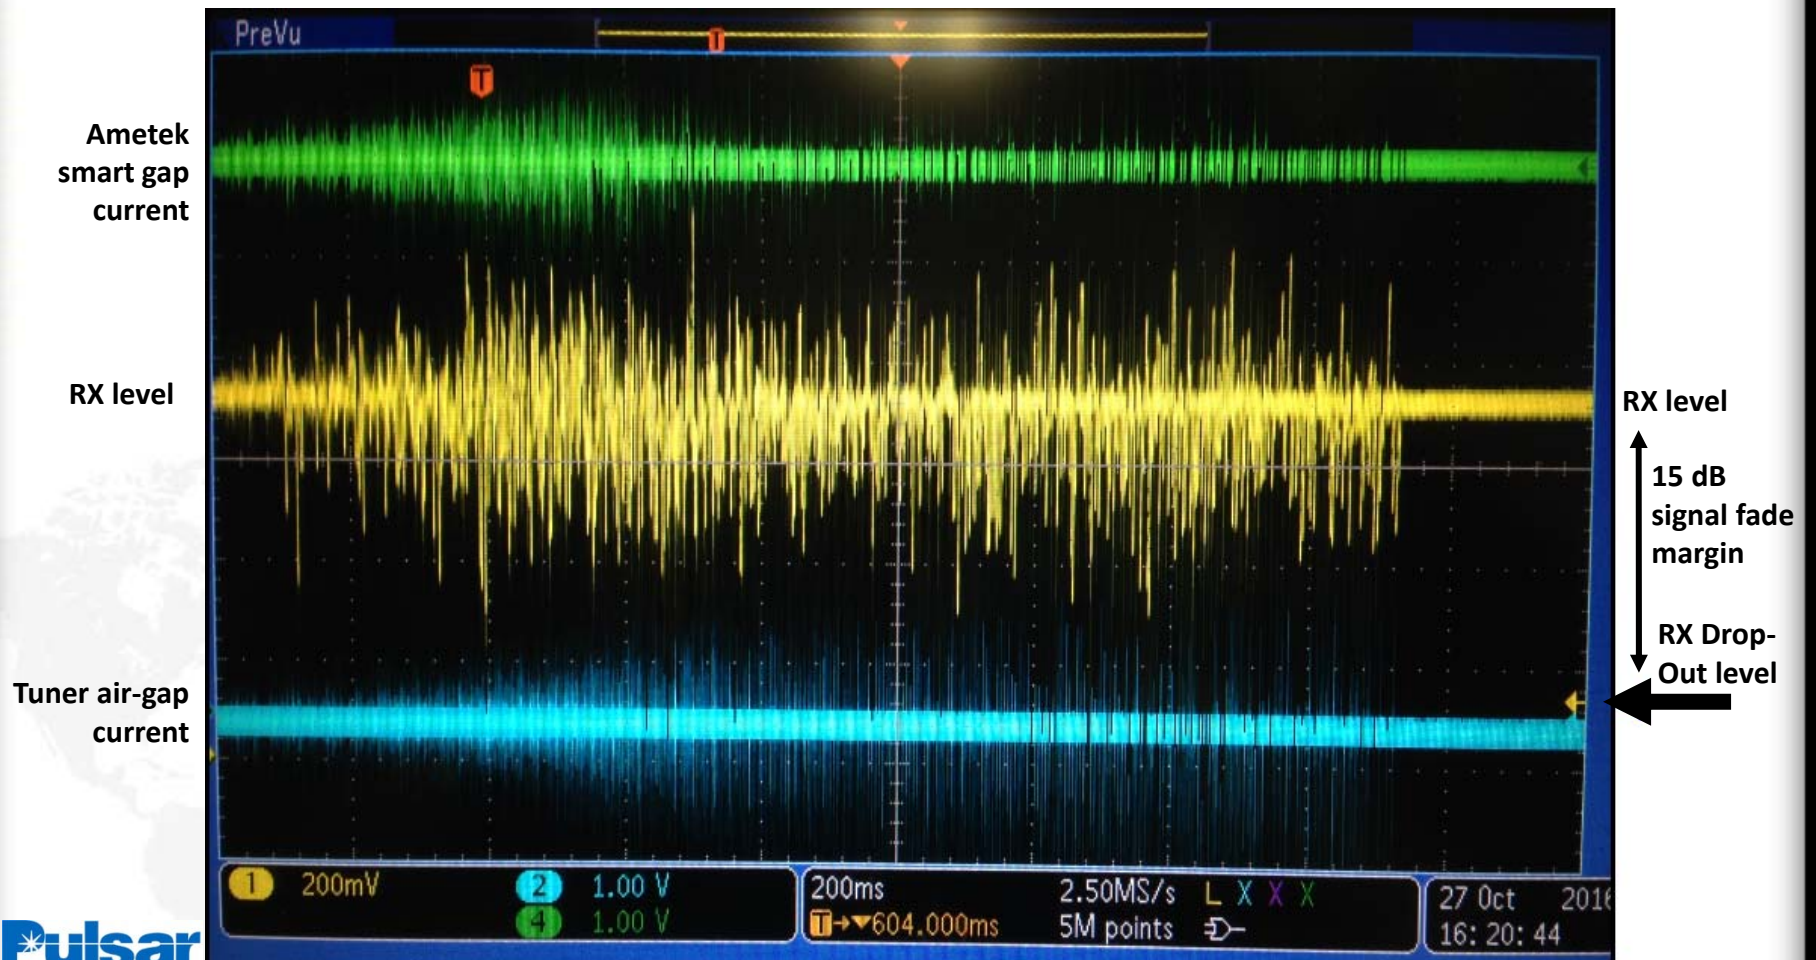 PreVu
T
T
Ametek
smart gap
current
RX level
RX level
15 dB
signal fade
margin
RX Drop-
Out level
Tuner air-gap
current
1 200mV 2 1.00 V
4 1.00 V
200ms 2.50MS/s L X X X
T→▼604.000ms 5M points
27 Oct 2016
16: 20: 44
Pulsar